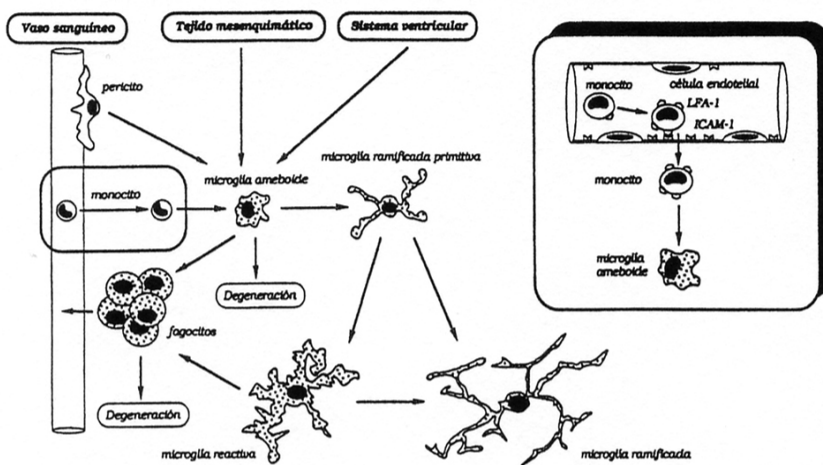 Vaso sanguíneo
Tejido mesenquimático
Sistema ventricular
pericito
microglia ameboide
microglia ramificada primitiva
monocito
Degeneración
fagocitos
Degeneración
microglia reactiva
microglia ramificada
monocito
célula endotelial
LFA-1
ICAM-1
monocito
microglia
ameboide